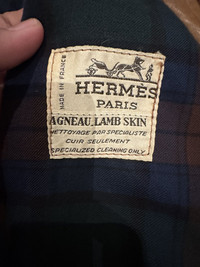 MADE IN FRANCE
HERMÈS
PARIS
AGNEAU, LAMB SKIN
NETTOYAGE PAR SPECIALISTE
CUIR SEULEMENT
SPECIALIZED CLEANING ONLY